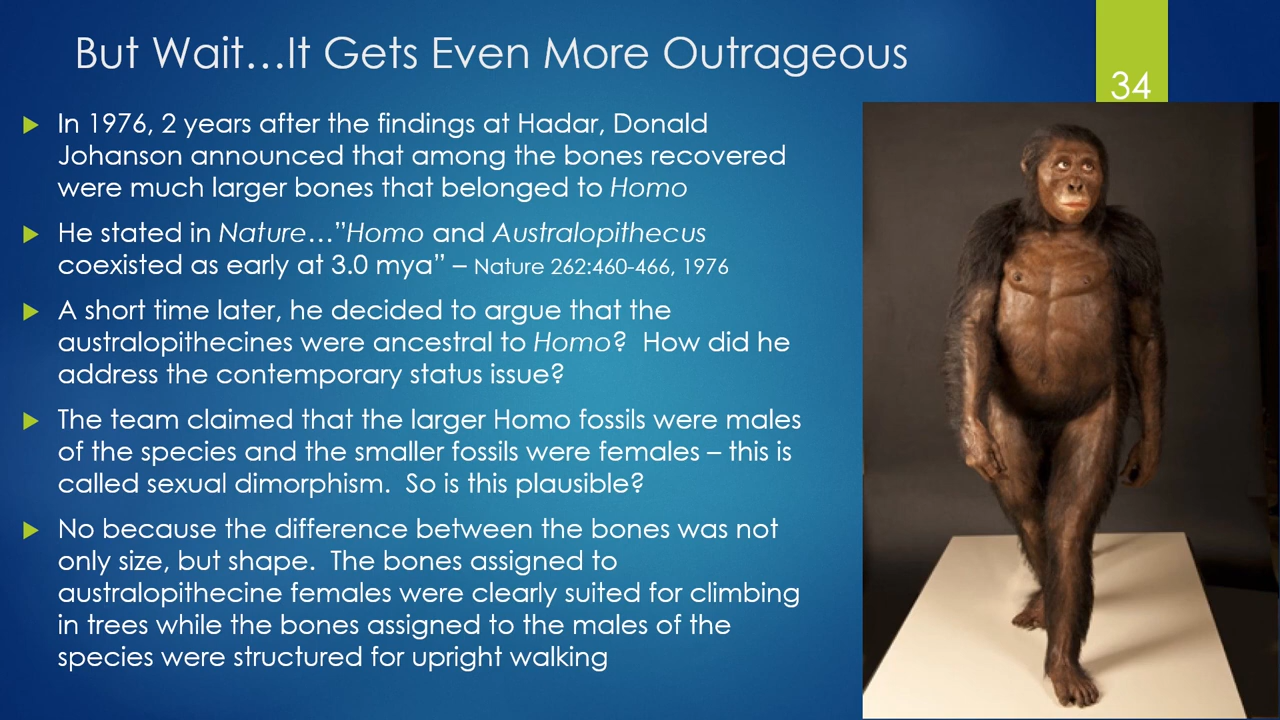 But Wait...It Gets Even More Outrageous
34
In 1976, 2 years after the findings at Hadar, Donald
Johanson announced that among the bones recovered
were much larger bones that belonged to Homo
He stated in Nature...”Homo and Australopithecus
coexisted as early at 3.0 mya” – Nature 262:460-466, 1976
A short time later, he decided to argue that the
australopithecines were ancestral to Homo? How did he
address the contemporary status issue?
The team claimed that the larger Homo fossils were males
of the species and the smaller fossils were females – this is
called sexual dimorphism. So is this plausible?
No because the difference between the bones was not
only size, but shape. The bones assigned to
australopithecine females were clearly suited for climbing
in trees while the bones assigned to the males of the
species were structured for upright walking